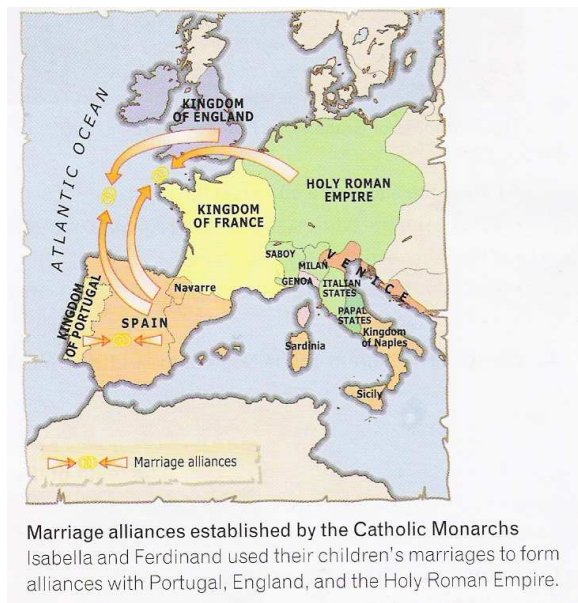 KINGDOM
OF ENGLAND
ATLANTIC OCEAN
HOLY ROMAN
EMPIRE
KINGDOM
OF FRANCE
SABOY
MILAN
VENICE
GENOA
ITALIAN
STATES
Navarre
KINGDOM
OF PORTUGAL
SPAIN
PAPAL
STATES
Kingdom
of Naples
Sardinia
Sicily
Marriage alliances
Marriage alliances established by the Catholic Monarchs
Isabella and Ferdinand used their children's marriages to form
alliances with Portugal, England, and the Holy Roman Empire.